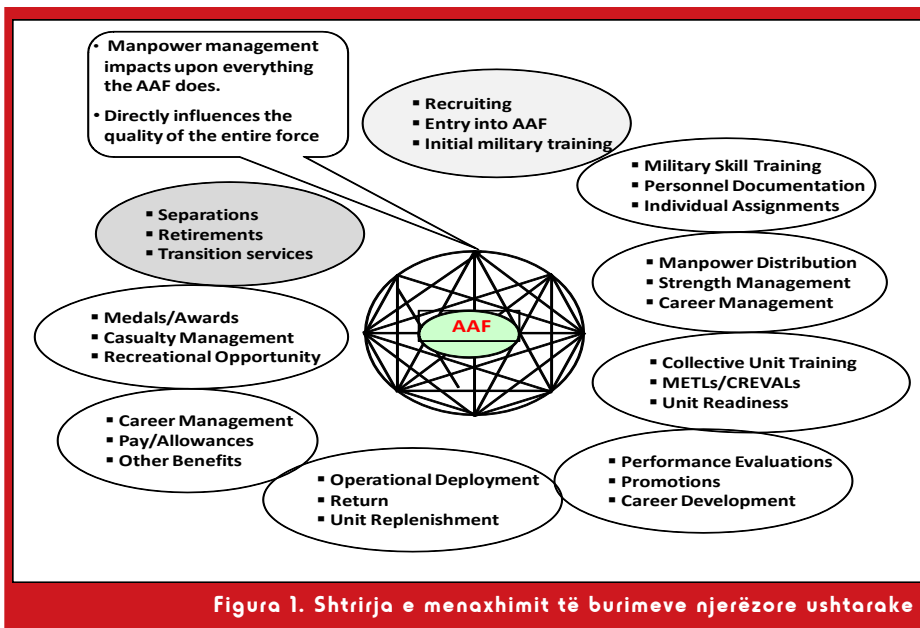 • Manpower management
impacts upon everything
the AAF does.
• Directly influences the
quality of the entire force
▪ Recruiting
▪ Entry into AAF
▪ Initial military training
▪ Military Skill Training
▪ Personnel Documentation
▪ Individual Assignments
▪ Manpower Distribution
▪ Strength Management
▪ Career Management
▪ Collective Unit Training
▪ METLs/CREVALs
▪ Unit Readiness
▪ Performance Evaluations
▪ Promotions
▪ Career Development
▪ Operational Deployment
▪ Return
▪ Unit Replenishment
▪ Career Management
▪ Pay/Allowances
▪ Other Benefits
▪ Medals/Awards
▪ Casualty Management
▪ Recreational Opportunity
▪ Separations
▪ Retirements
▪ Transition services
AAF
Figura 1. Shtrirja e menaxhimit të burimeve njerëzore ushtarake